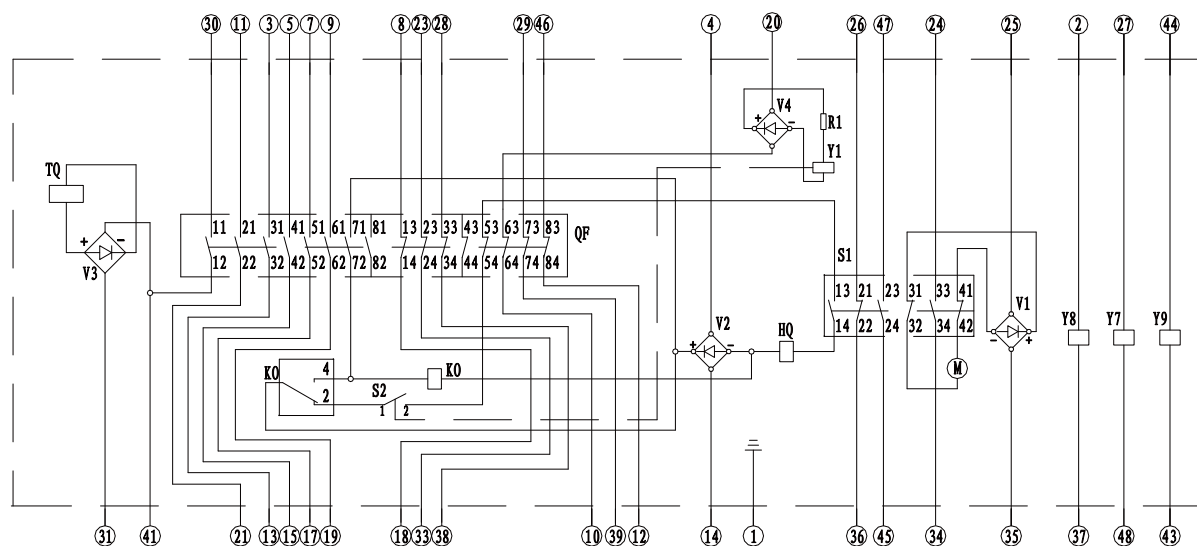 30 11 3 5 7 9 8 23 28 29 46 4 20 26 47 24 25 2 27 44
V4
+ −
R1
Y1
TQ
+ −
V3
11 21 31 41 51 61 71 81 13 23 33 43 53 63 73 83
QF
12 22 32 42 52 62 72 82 14 24 34 44 54 64 74 84
S1
13 21 23 31 33 41
14 22 24 32 34 42
V1
− +
V2
+ −
HQ
M
Y8 Y7 Y9
K0
4
2
K0
S2
1 2
31 41 21 13 15 17 19 18 33 38 10 39 12 14 1 36 45 34 35 37 48 43